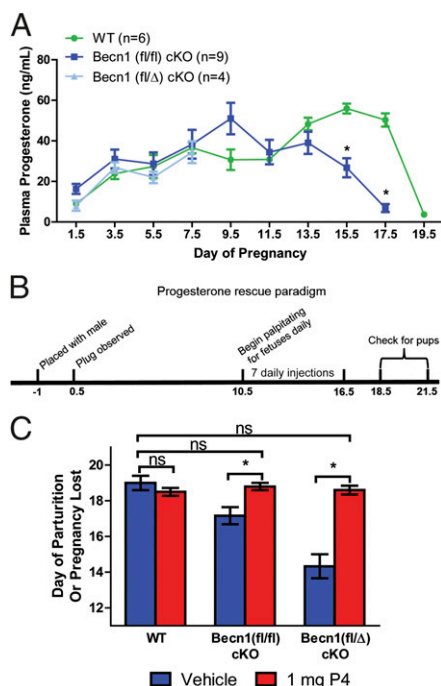 A
WT (n=6)
Becn1 (fl/fl) cKO (n=9)
Becn1 (fl/Δ) cKO (n=4)
Plasma Progesterone (ng/mL)
80
60
40
20
0
*
*
1.5 3.5 5.5 7.5 9.5 11.5 13.5 15.5 17.5 19.5
Day of Pregnancy
B
Progesterone rescue paradigm
Placed with male
Plug observed
Begin palpitating
for fetuses daily
Check for pups
7 daily injections
-1 0.5 10.5 16.5 18.5 21.5
C
ns
ns
ns
*
*
Day of Parturition
Or Pregnancy Lost
20
18
16
14
12
WT Becn1(fl/fl) Becn1(fl/Δ)
cKO cKO
Vehicle 1 mg P4